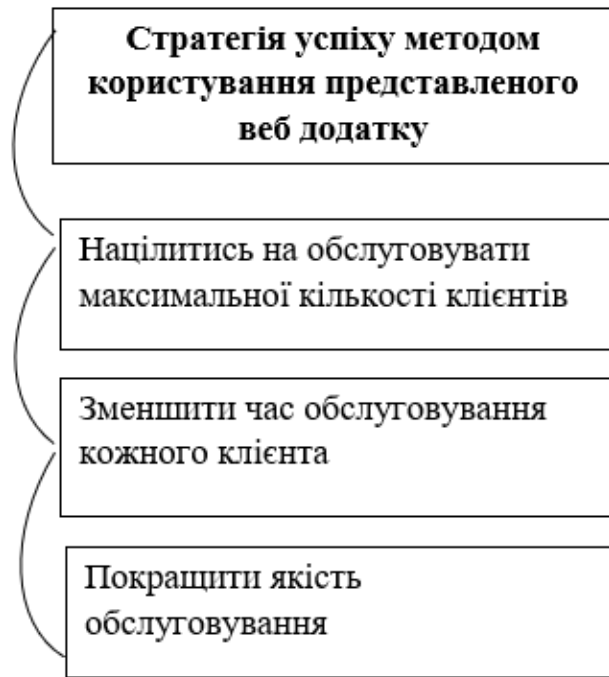 Стратегія успіху методом
користування представленого
веб додатку
Націлитись на обслуговувати
максимальної кількості клієнтів
Зменшити час обслуговування
кожного клієнта
Покращити якість
обслуговування